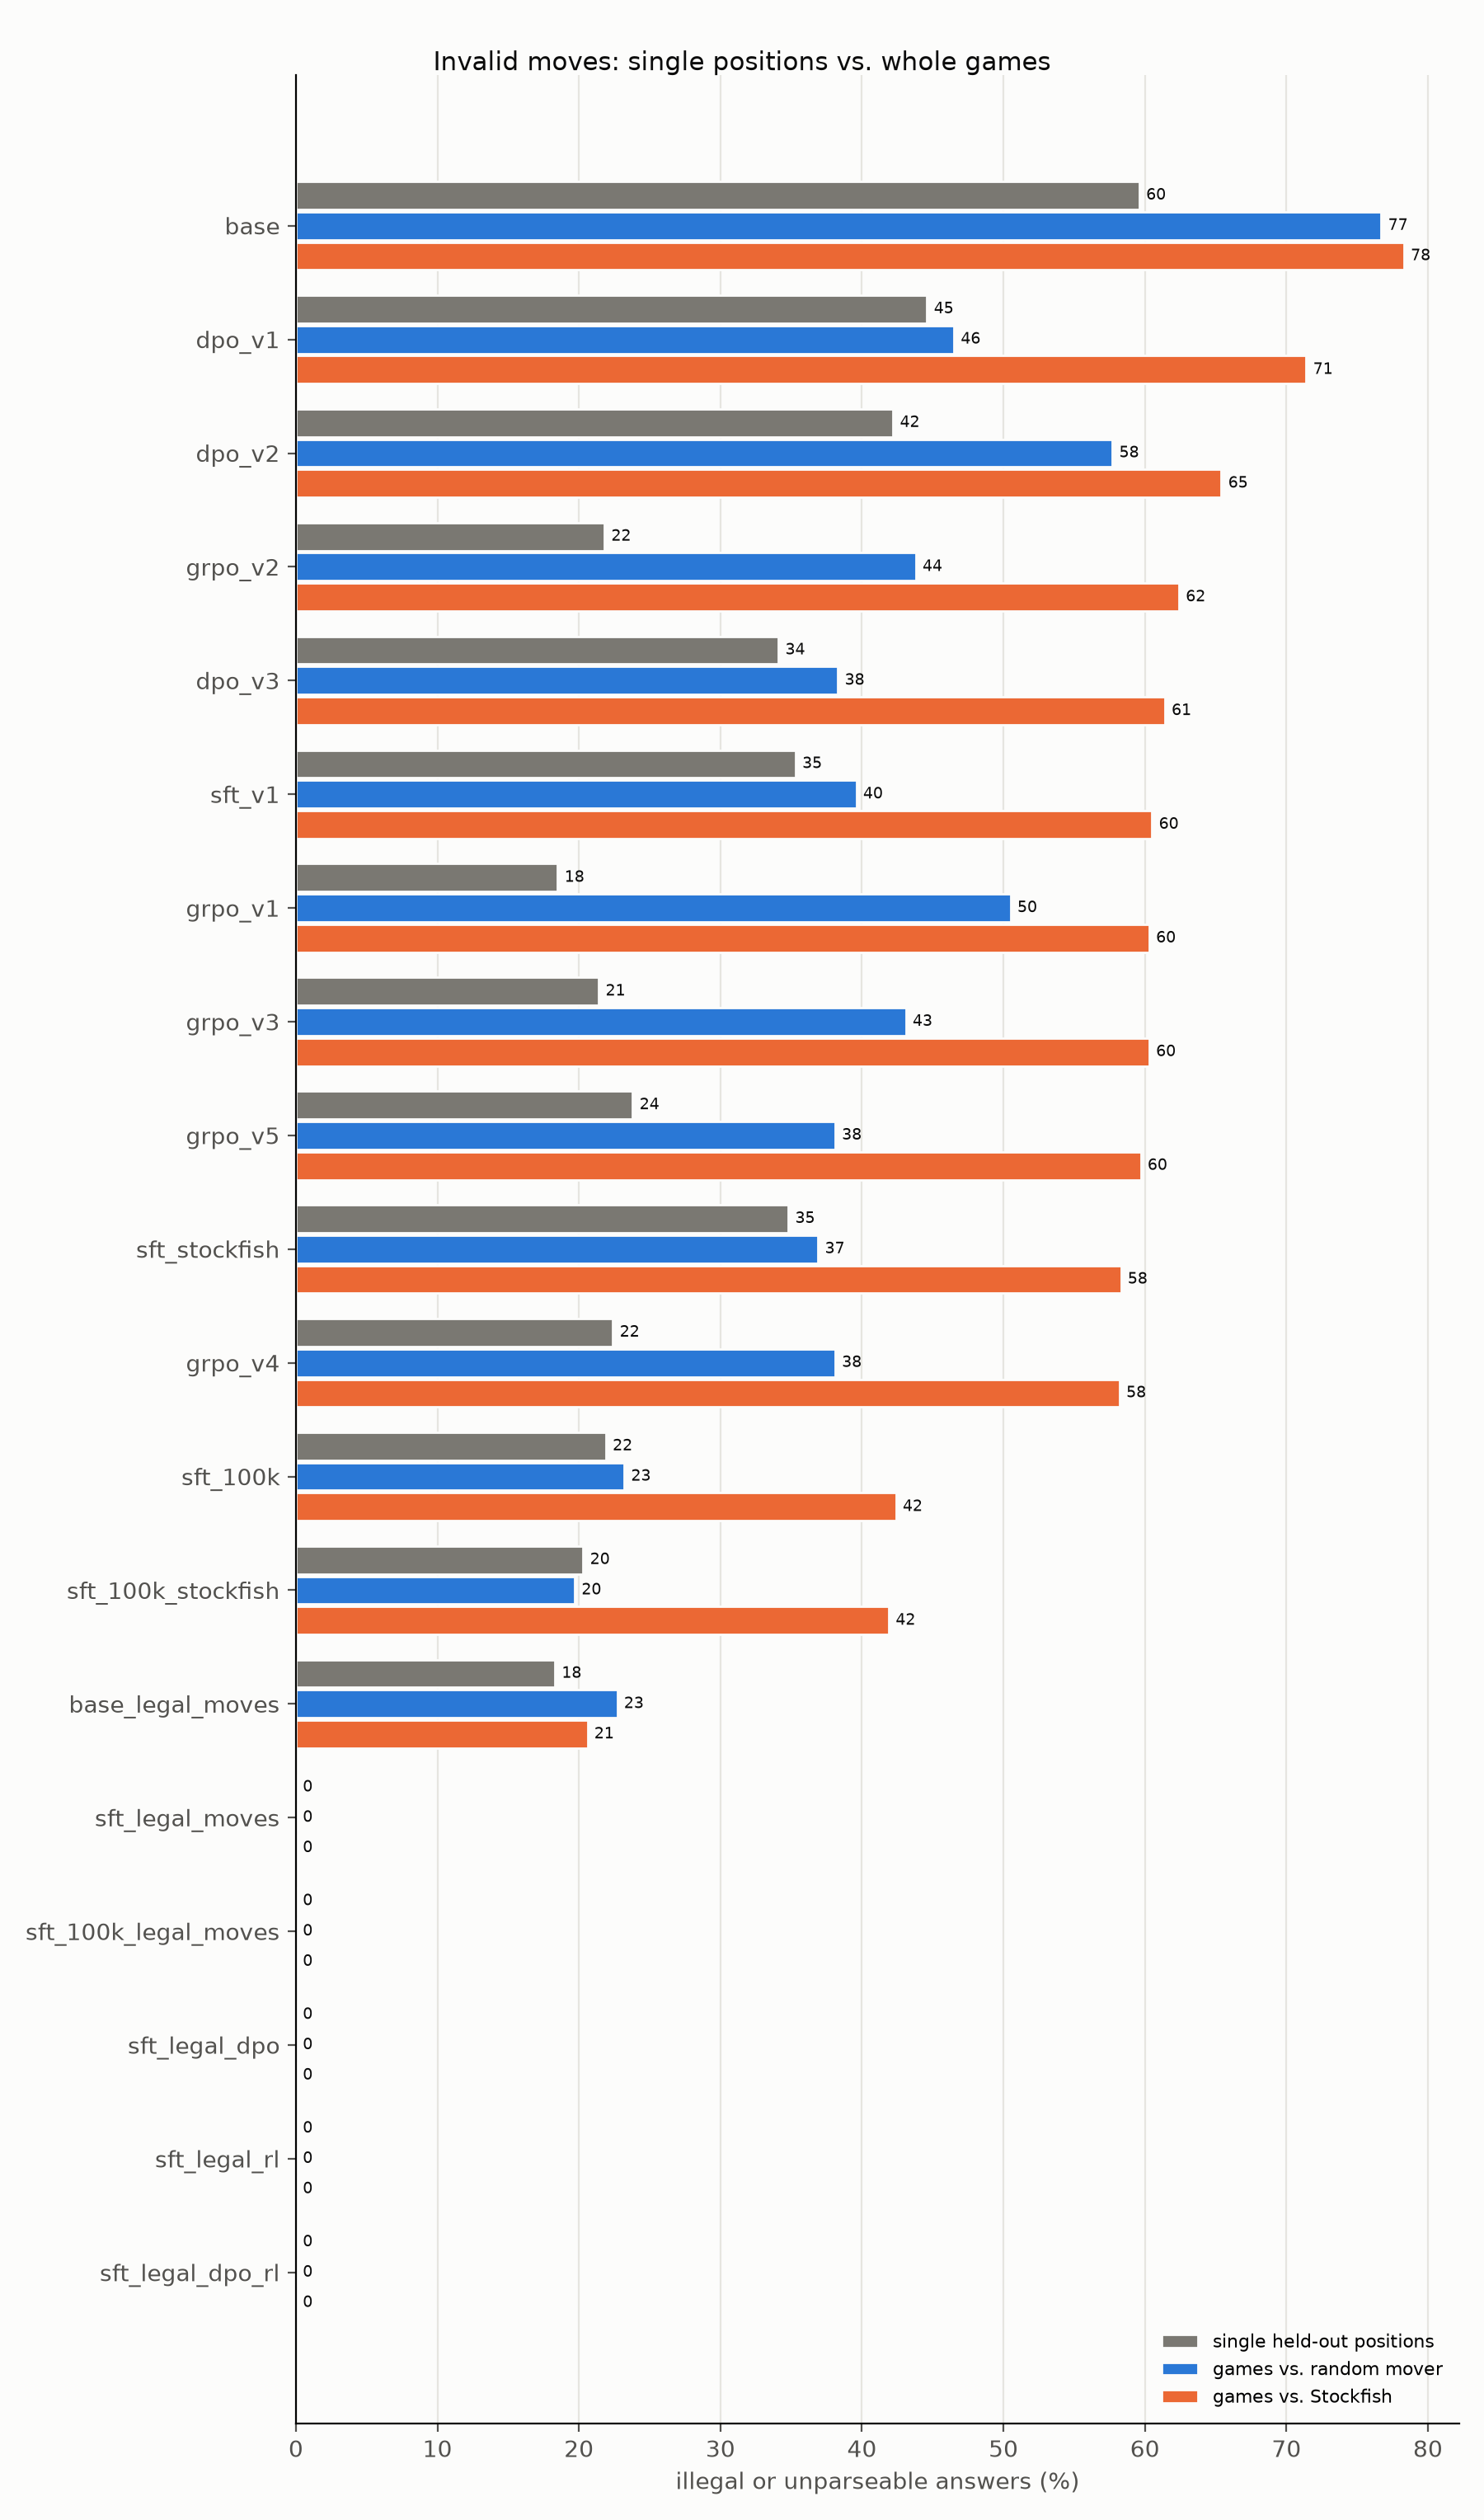 Invalid moves: single positions vs. whole games
60
base
77
78
45
dpo_v1
46
71
42
dpo_v2
58
65
22
grpo_v2
44
62
34
dpo_v3
38
61
35
sft_v1
40
60
18
grpo_v1
50
60
21
grpo_v3
43
60
24
grpo_v5
38
60
35
sft_stockfish
37
58
22
grpo_v4
38
58
22
sft_100k
23
42
20
sft_100k_stockfish
20
42
18
base_legal_moves
23
21
0
sft_legal_moves
0
0
0
sft_100k_legal_moves
0
0
0
sft_legal_dpo
0
0
0
sft_legal_rl
0
0
0
sft_legal_dpo_rl
0
0
single held-out positions
games vs. random mover
games vs. Stockfish
0 10 20 30 40 50 60 70 80
illegal or unparseable answers (%)